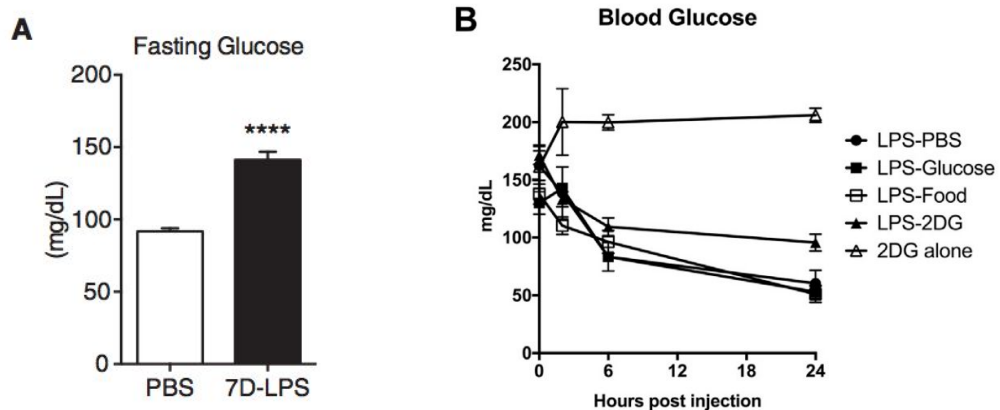 A
Fasting Glucose
200
150
100
50
0
(mg/dL)
****
PBS 7D-LPS
B
Blood Glucose
250
200
150
100
50
0
mg/dL
0 6 12 18 24
Hours post injection
LPS-PBS
LPS-Glucose
LPS-Food
LPS-2DG
2DG alone